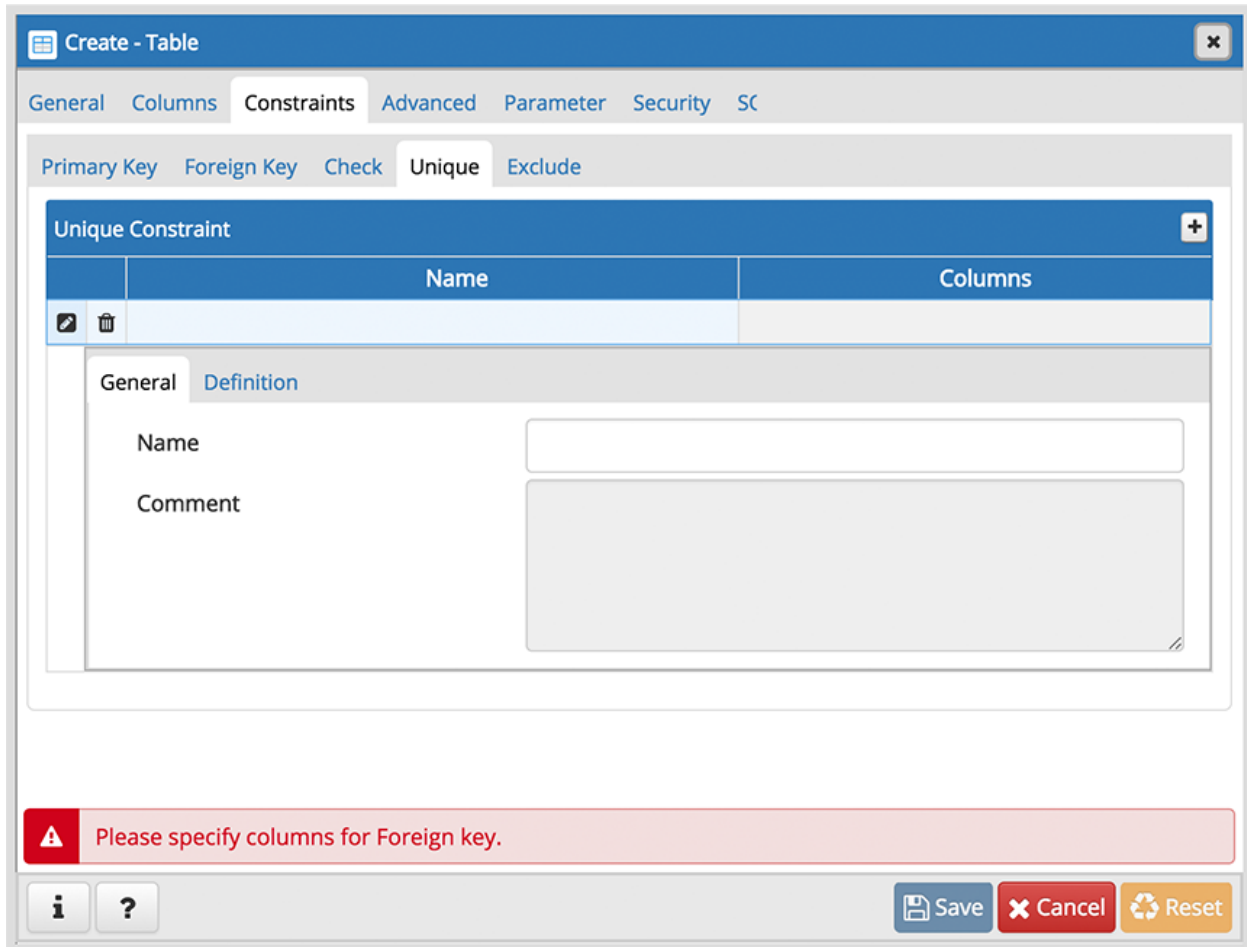 Create - Table
General Columns Constraints Advanced Parameter Security SC
Primary Key Foreign Key Check Unique Exclude
Unique Constraint
Name Columns
General Definition
Name
Comment
Please specify columns for Foreign key.
i ? Save Cancel Reset